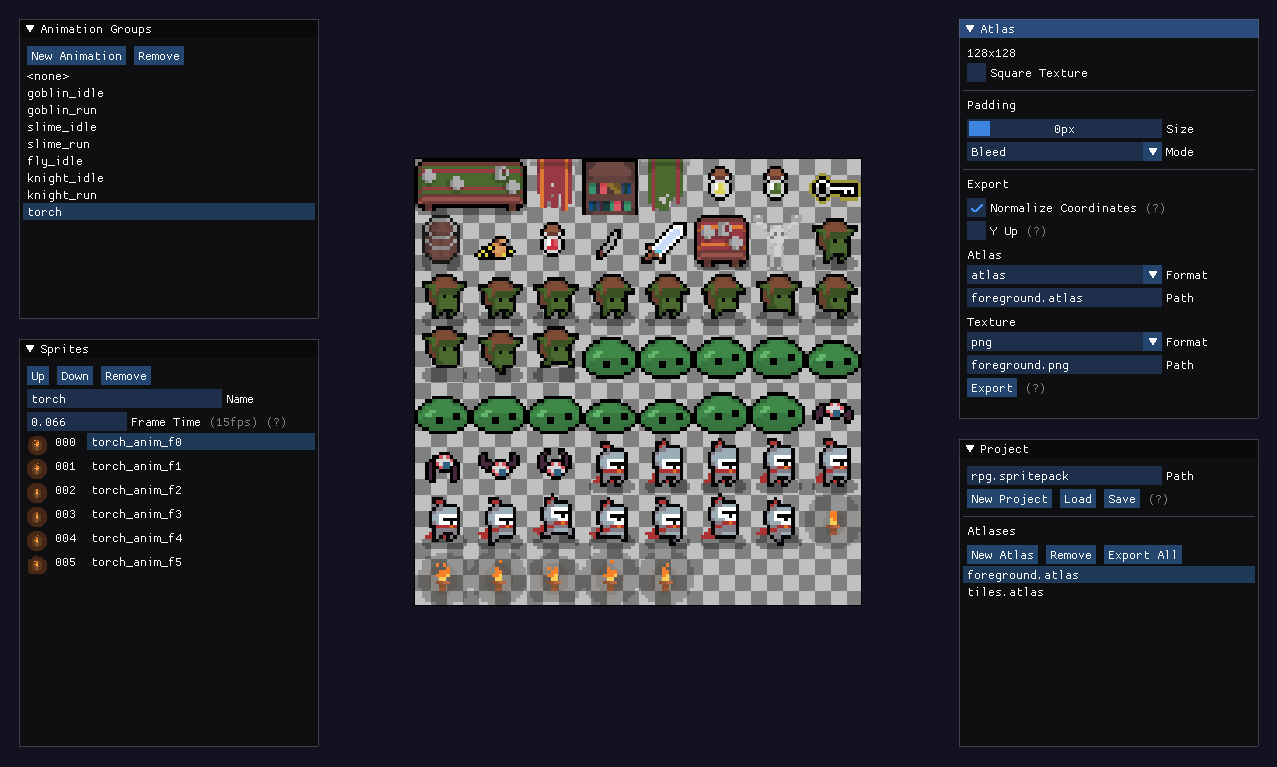 Animation Groups
New Animation Remove
<none>
goblin_idle
goblin_run
slime_idle
slime_run
fly_idle
knight_idle
knight_run
torch
Sprites
Up Down Remove
torch Name
0.066 Frame Time (15fps) (?)
000 torch_anim_f0
001 torch_anim_f1
002 torch_anim_f2
003 torch_anim_f3
004 torch_anim_f4
005 torch_anim_f5
Atlas
128x128
Square Texture
Padding
0px Size
Bleed Mode
Export
Normalize Coordinates (?)
Y Up (?)
Atlas
atlas Format
foreground.atlas Path
Texture
png Format
foreground.png Path
Export (?)
Project
rpg.spritepack Path
New Project Load Save (?)
Atlases
New Atlas Remove Export All
foreground.atlas
tiles.atlas